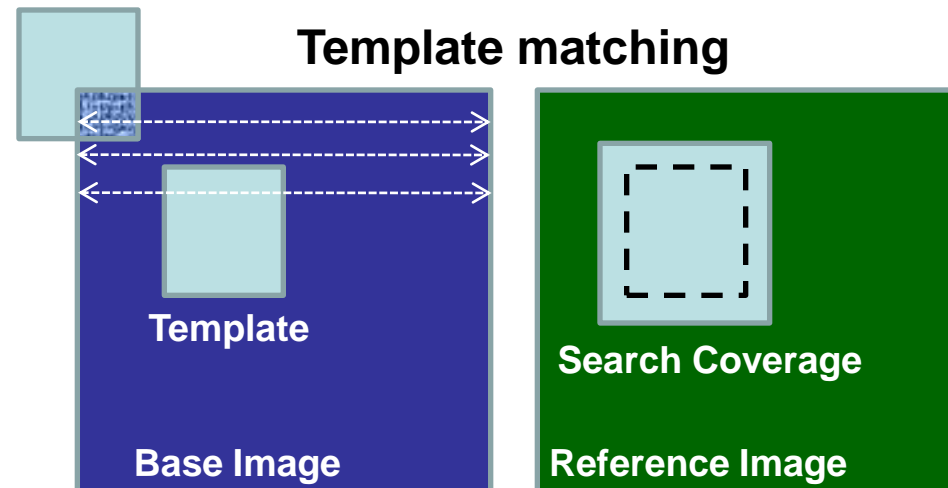 Template matching
Template
Search Coverage
Base Image
Reference Image